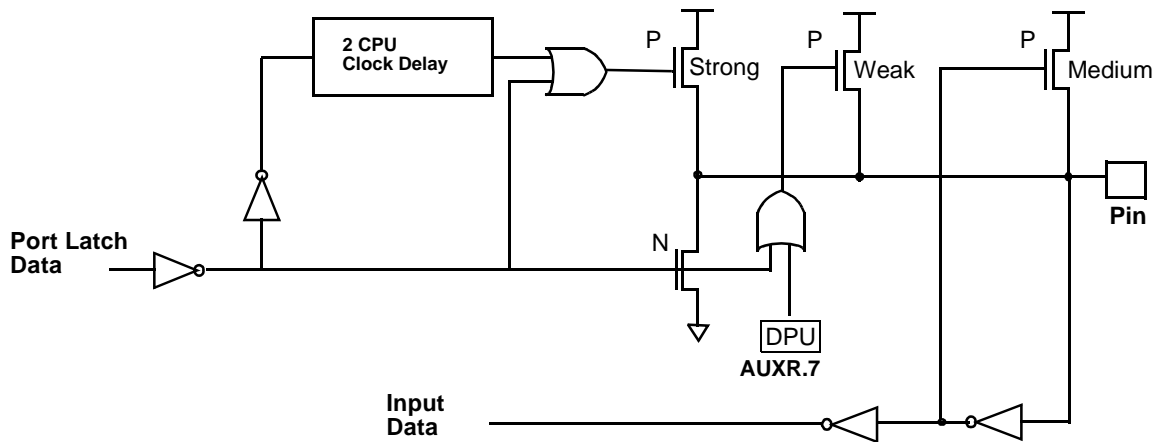 2 CPU
Clock Delay
P
Strong
P
Weak
P
Medium
Pin
Port Latch
Data
N
DPU
AUXR.7
Input
Data